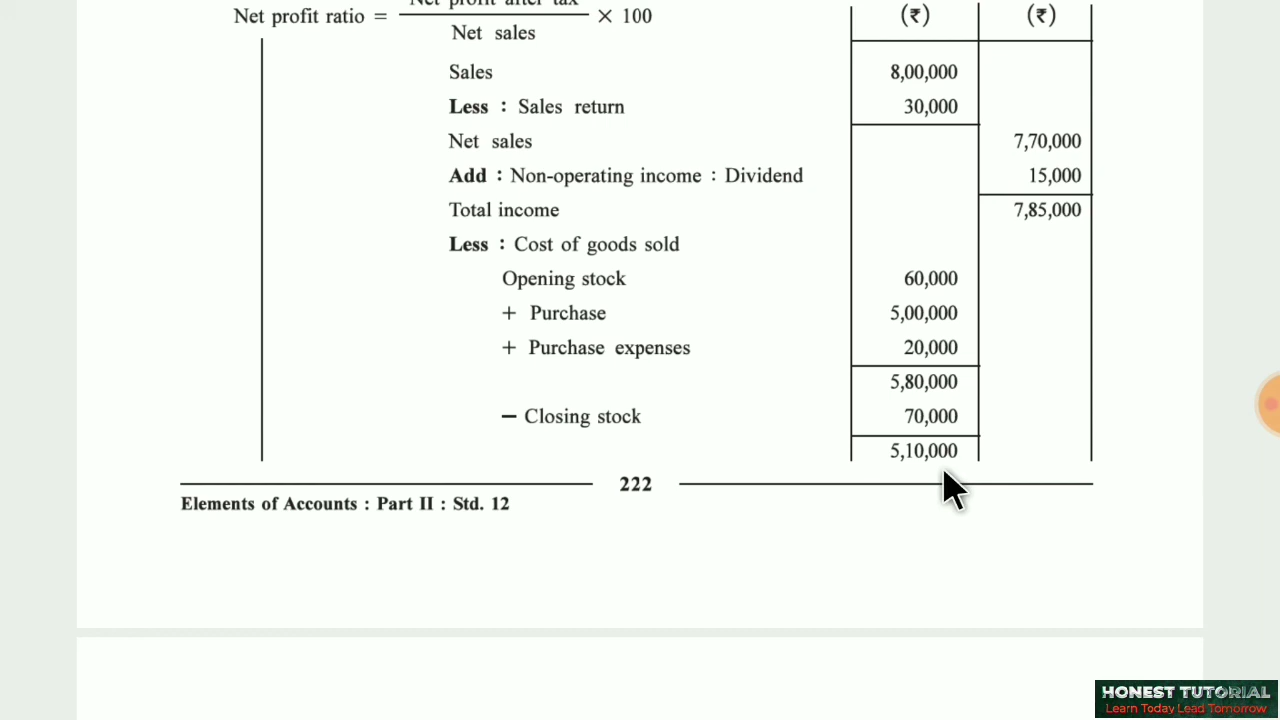 Net profit ratio = Net profit after tax / Net sales × 100
(₹) (₹)
Sales 8,00,000
Less : Sales return 30,000
Net sales 7,70,000
Add : Non-operating income : Dividend 15,000
Total income 7,85,000
Less : Cost of goods sold
Opening stock 60,000
+ Purchase 5,00,000
+ Purchase expenses 20,000
5,80,000
− Closing stock 70,000
5,10,000
222
Elements of Accounts : Part II : Std. 12
HONEST TUTORIAL
Learn Today Lead Tomorrow